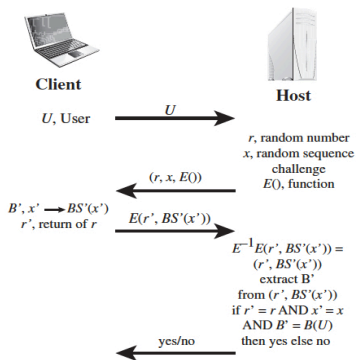 Client
Host
U, User
U
r, random number
x, random sequence
challenge
E(), function
(r, x, E())
B’, x’ → BS’(x’)
r’, return of r
E(r’, BS’(x’))
E⁻¹E(r’, BS’(x’)) =
(r’, BS’(x’))
extract B’
from (r’, BS’(x’))
if r’ = r AND x’ = x
AND B’ = B(U)
then yes else no
yes/no